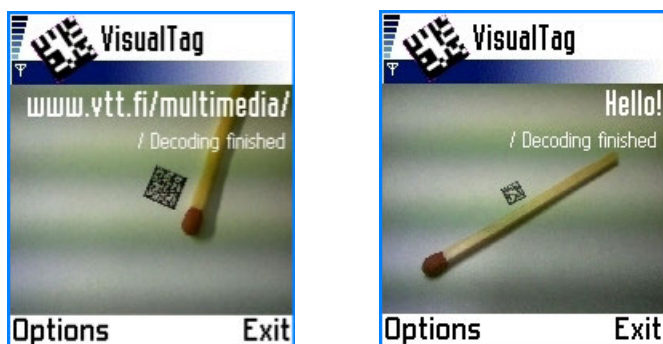 VisualTag
www.vtt.fi/multimedia/
/ Decoding finished
Options Exit
VisualTag
Hello!
/ Decoding finished
Options Exit